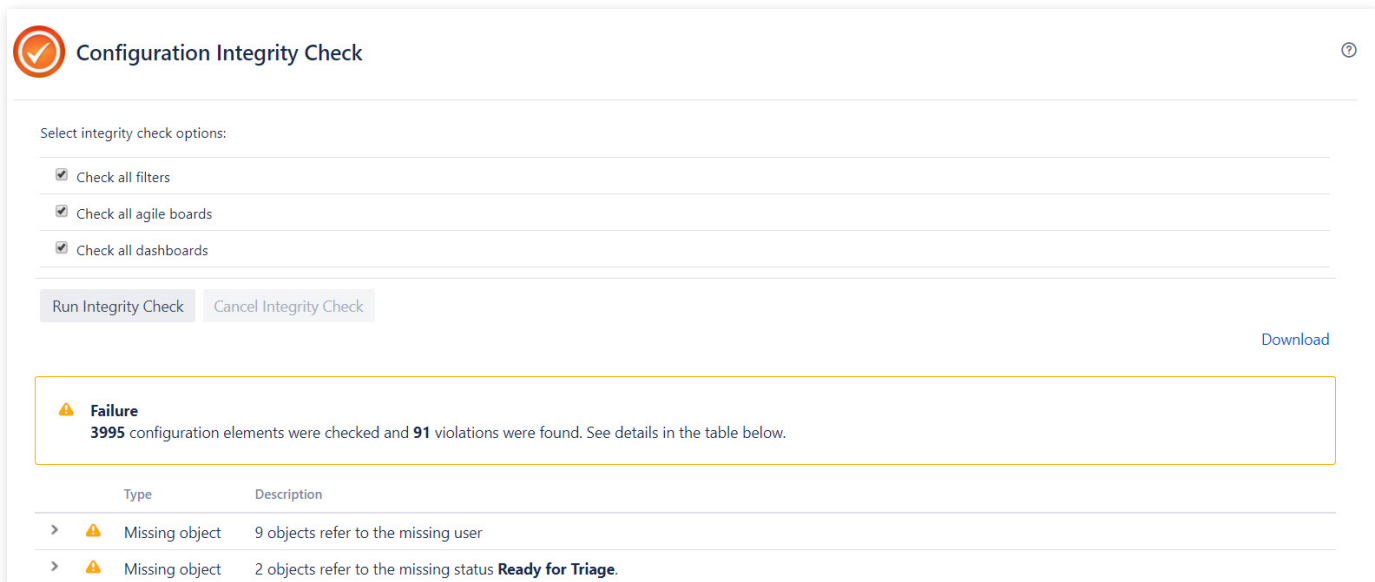 Configuration Integrity Check
Select integrity check options:
Check all filters
Check all agile boards
Check all dashboards
Run Integrity Check Cancel Integrity Check
Download
Failure
3995 configuration elements were checked and 91 violations were found. See details in the table below.
Type Description
Missing object 9 objects refer to the missing user
Missing object 2 objects refer to the missing status Ready for Triage.